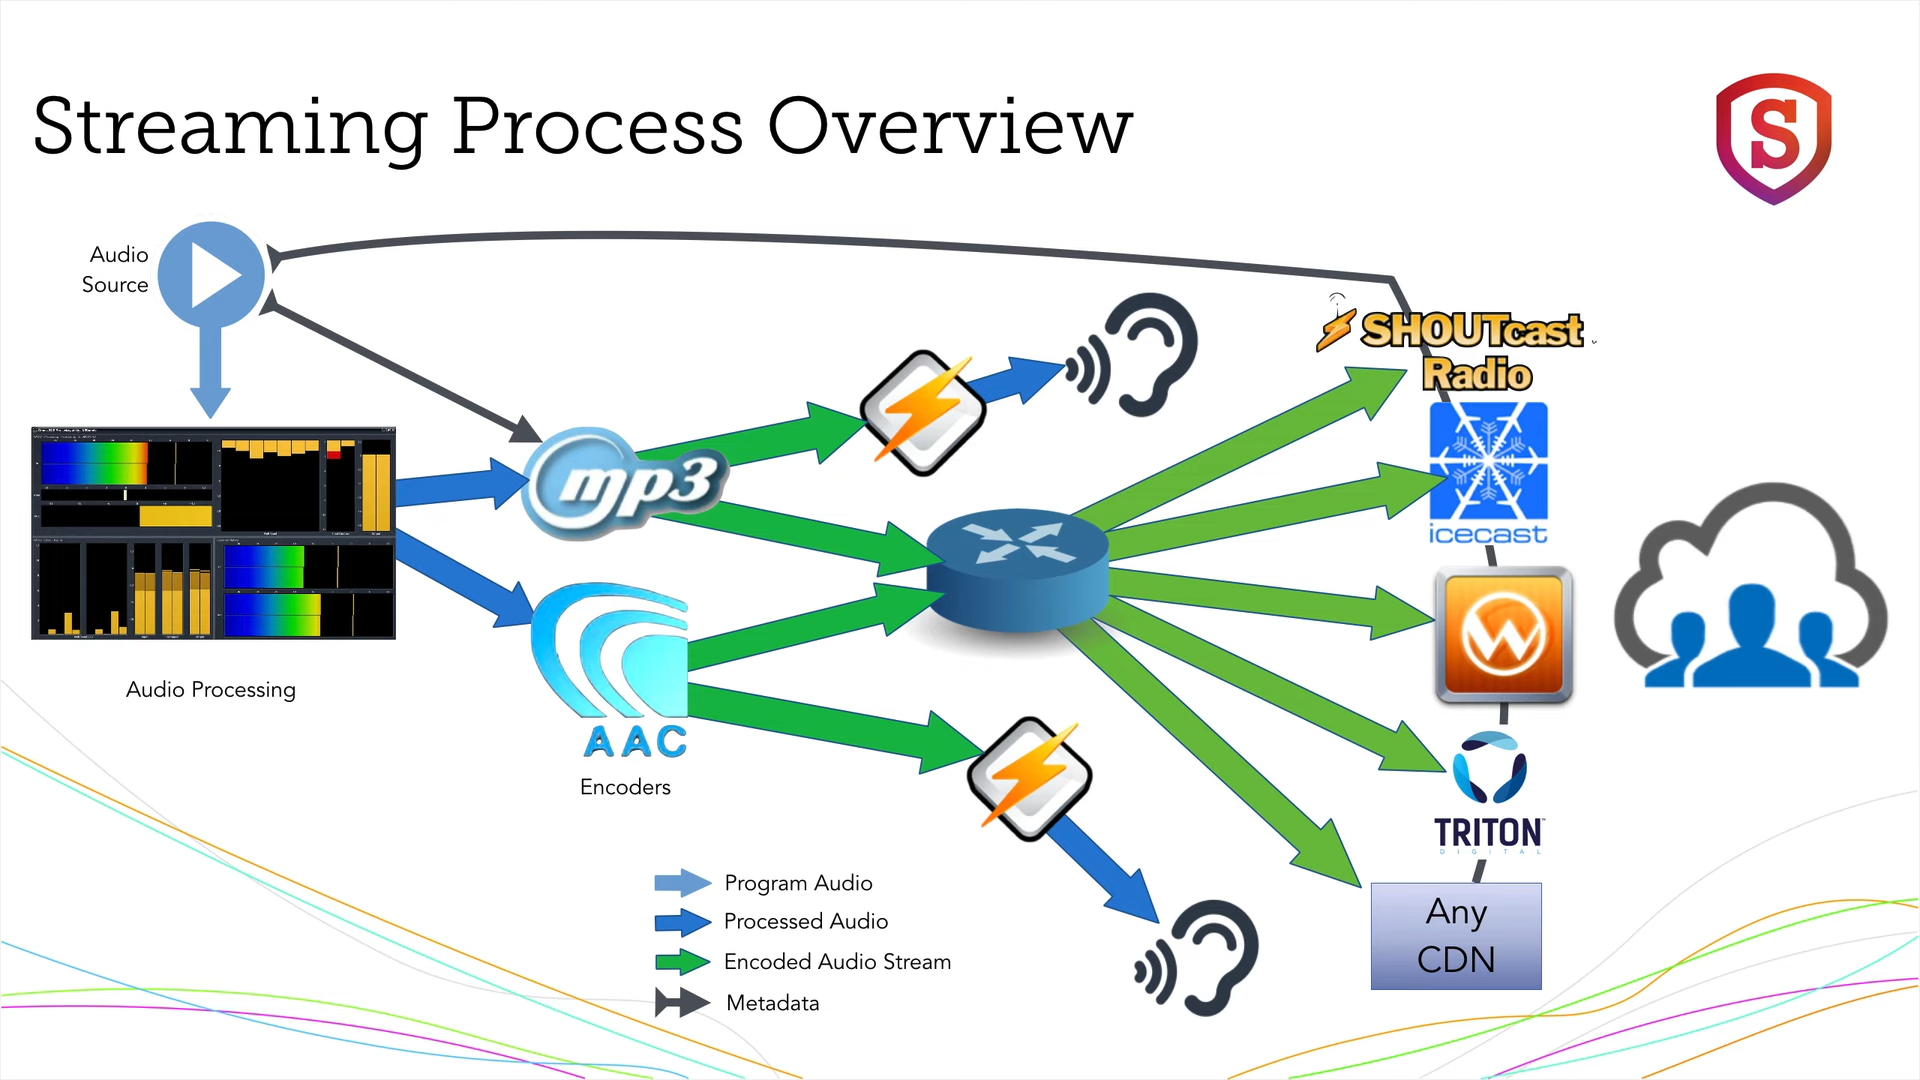 Streaming Process Overview
S
Audio
Source
SHOUTcast
Radio
mp3
icecast
W
AAC
Audio Processing
Encoders
TRITON
DIGITAL
Program Audio
Processed Audio
Encoded Audio Stream
Metadata
Any
CDN